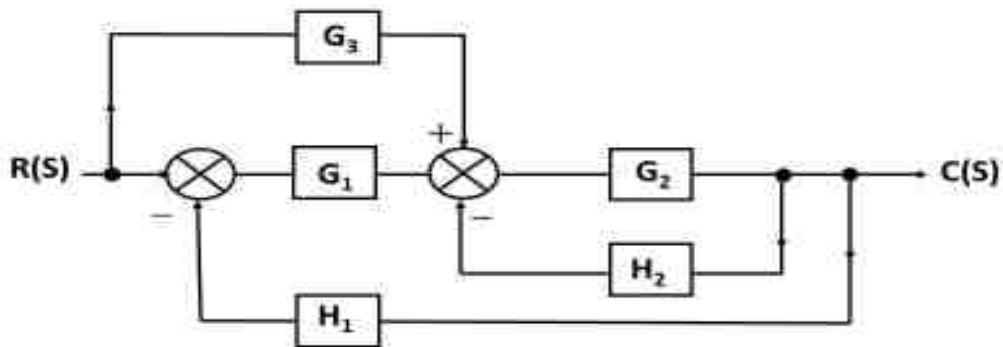 G₃
+
R(S)
G₁
G₂
C(S)
−
−
H₂
H₁